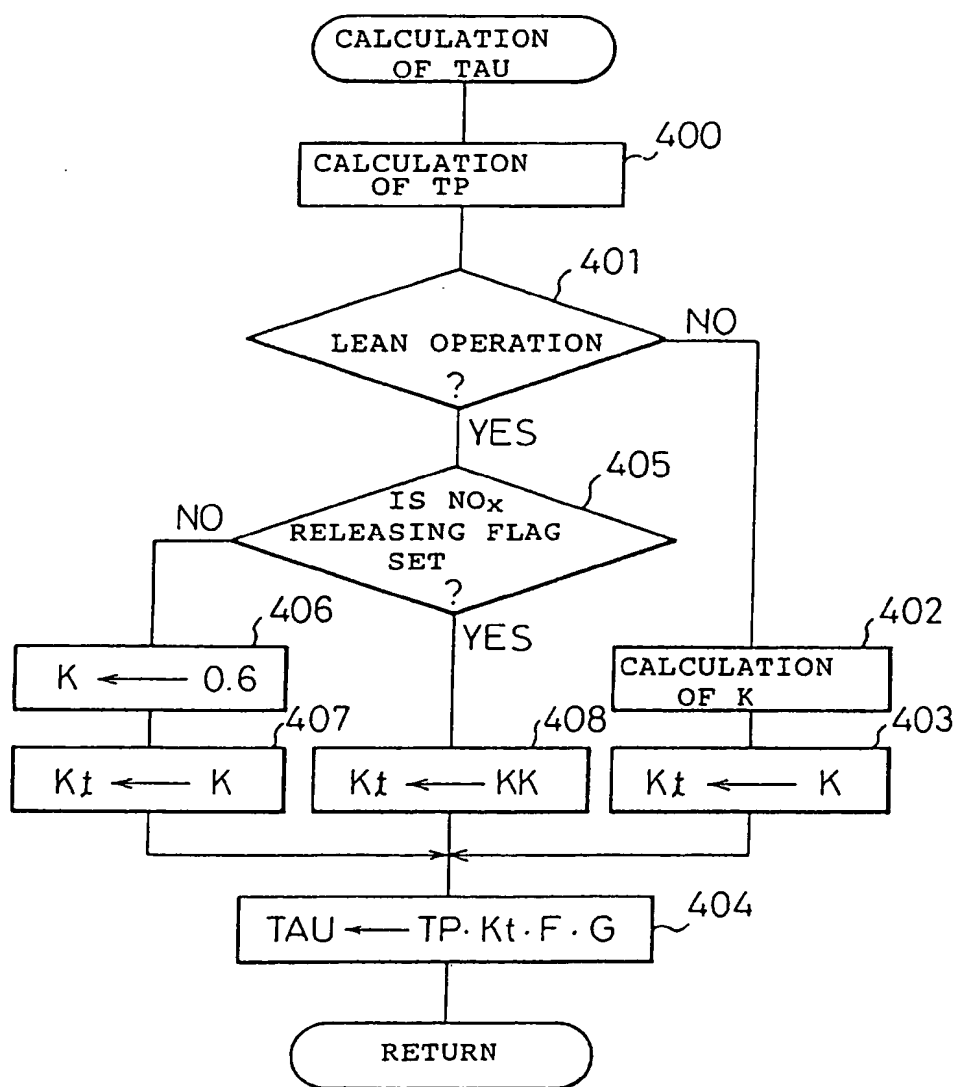 CALCULATION
OF TAU
400
CALCULATION
OF TP
401
LEAN OPERATION
?
NO
YES
405
IS NOx
RELEASING FLAG
SET
?
NO
YES
406
K ← 0.6
402
CALCULATION
OF K
407
Kt ← K
408
Kt ← KK
403
Kt ← K
404
TAU ← TP · Kt · F · G
RETURN